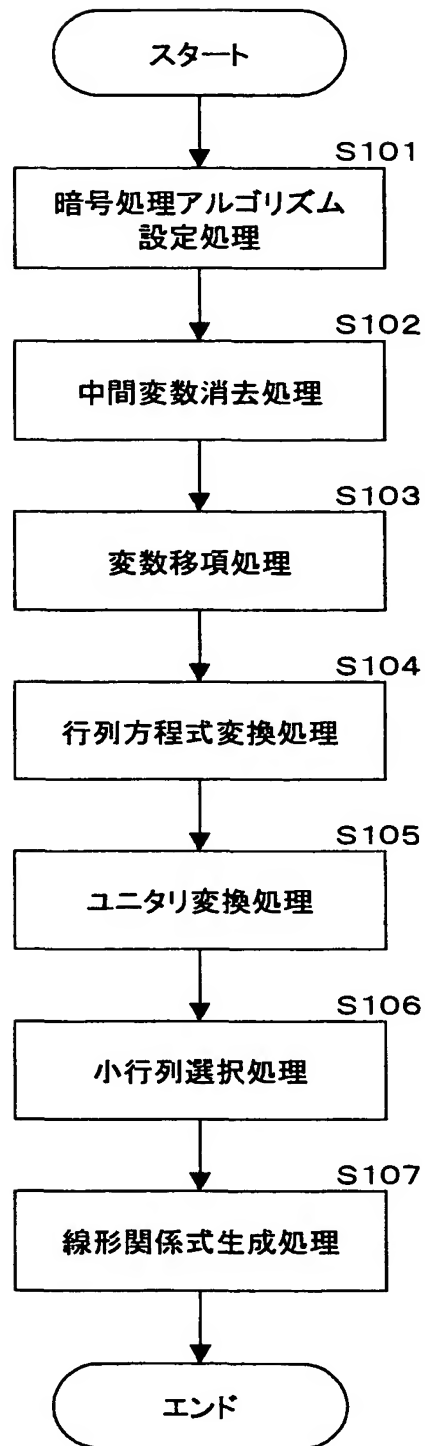 スタート
S101
暗号処理アルゴリズム
設定処理
S102
中間変数消去処理
S103
変数移項処理
S104
行列方程式変換処理
S105
ユニタリ変換処理
S106
小行列選択処理
S107
線形関係式生成処理
エンド